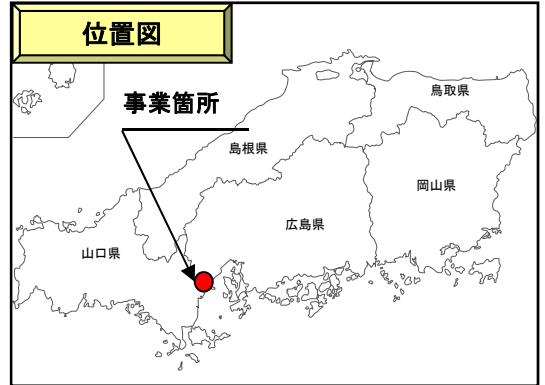 位置図
事業箇所
鳥取県
島根県
岡山県
広島県
山口県